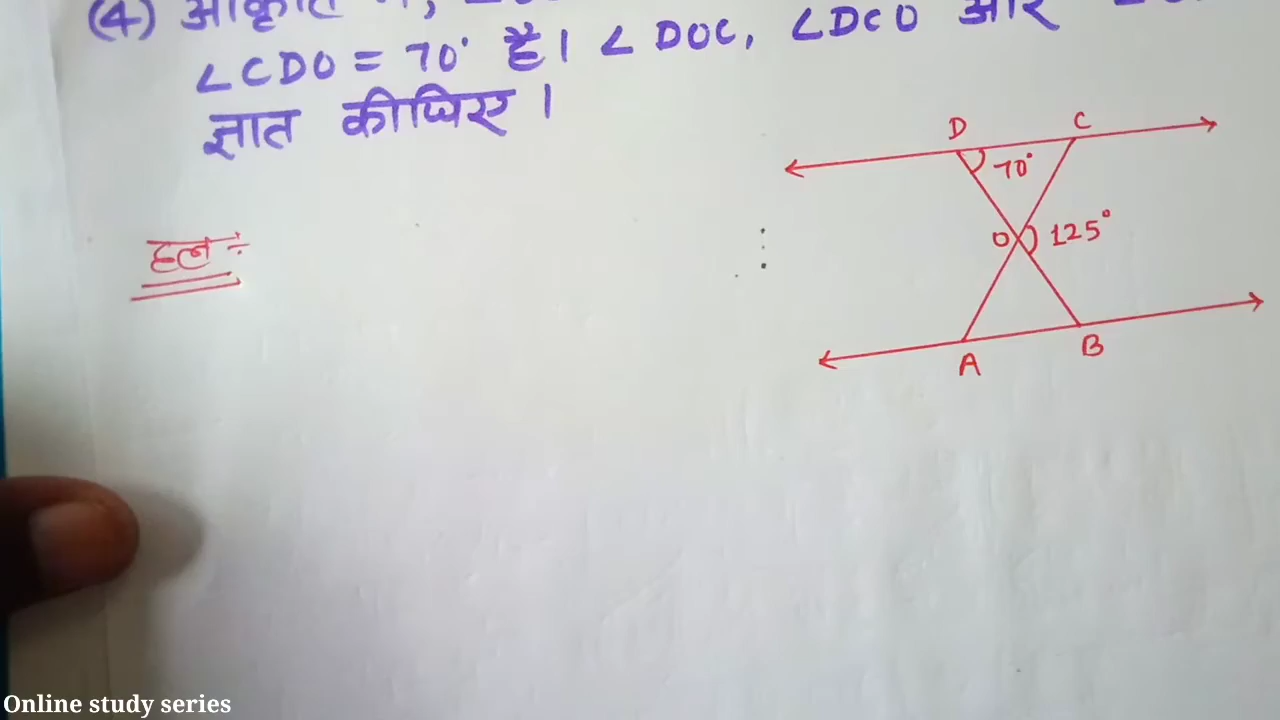 (4) आकृति में,
∠CDO = 70° है। ∠DOC, ∠DCO और
ज्ञात कीजिए।
हल ÷
D
C
70°
O
125°
A
B
Online study series